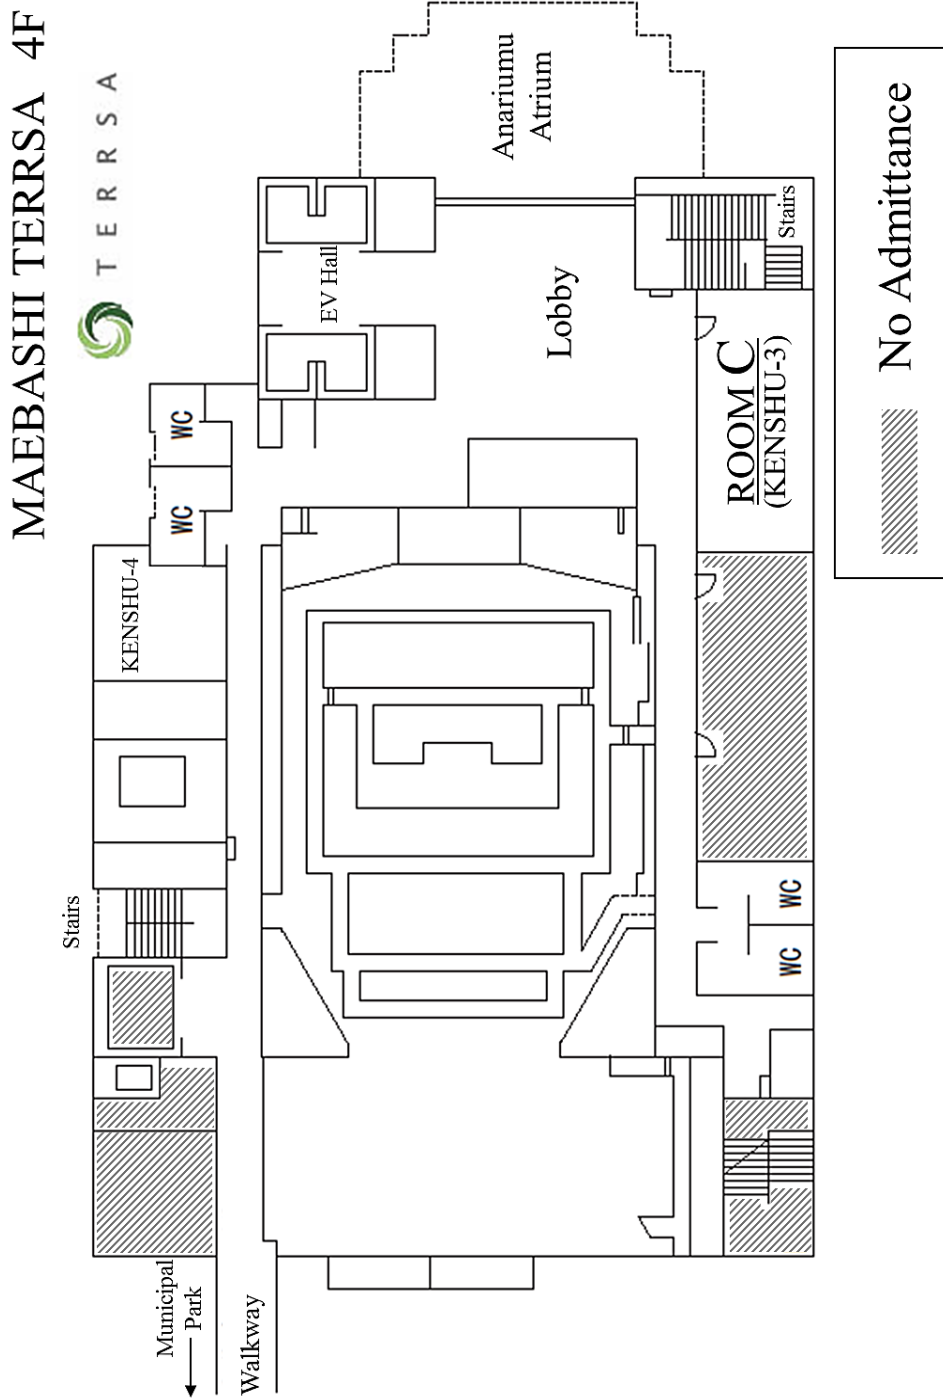 MAEBASHI TERRSA 4F
TERRSA
Stairs
WC
WC
KENSHU-4
EV Hall
Municipal
Park
Walkway
Anariumu
Atrium
Lobby
Stairs
ROOM C
(KENSHU-3)
WC
WC
No Admittance